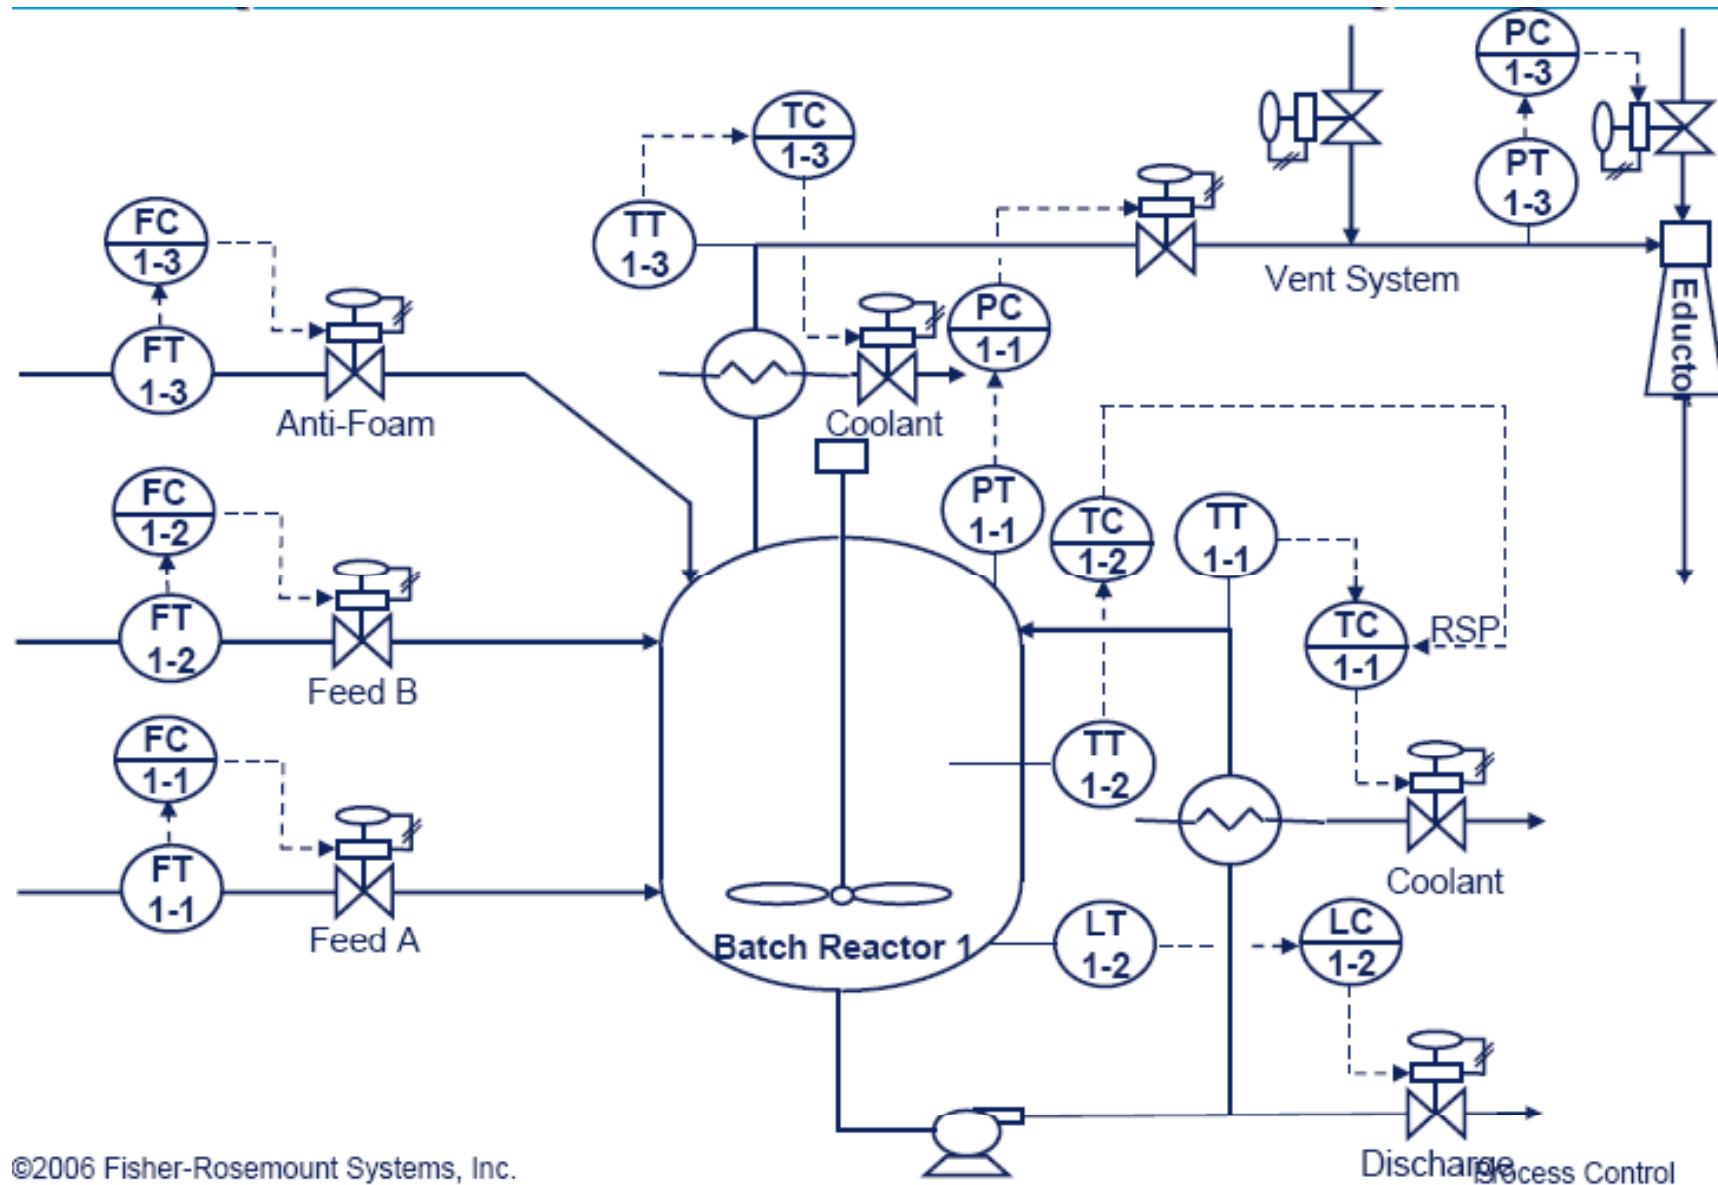 PC
1-3
TC
1-3
PT
1-3
FC
1-3
TT
1-3
Vent System
PC
1-1
Eductor
FT
1-3
Anti-Foam
Coolant
FC
1-2
PT
1-1
TC
1-2
TT
1-1
FT
1-2
TC
1-1
RSP
Feed B
FC
1-1
TT
1-2
FT
1-1
Coolant
Feed A
Batch Reactor 1
LT
1-2
LC
1-2
Discharge
©2006 Fisher-Rosemount Systems, Inc.
Process Control